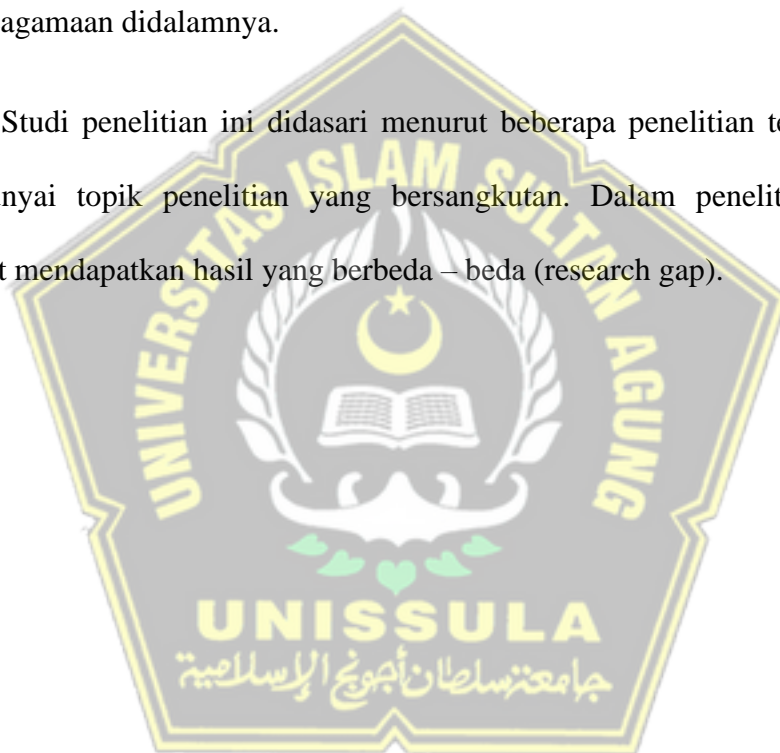 agamaan didalamnya.
Studi penelitian ini didasari menurut beberapa penelitian te
nyai topik penelitian yang bersangkutan. Dalam penelit
t mendapatkan hasil yang berbeda – beda (research gap).
UNIVERSITAS ISLAM SULTAN AGUNG
UNISSULA
جامعة سلطان أجونج الإسلامية